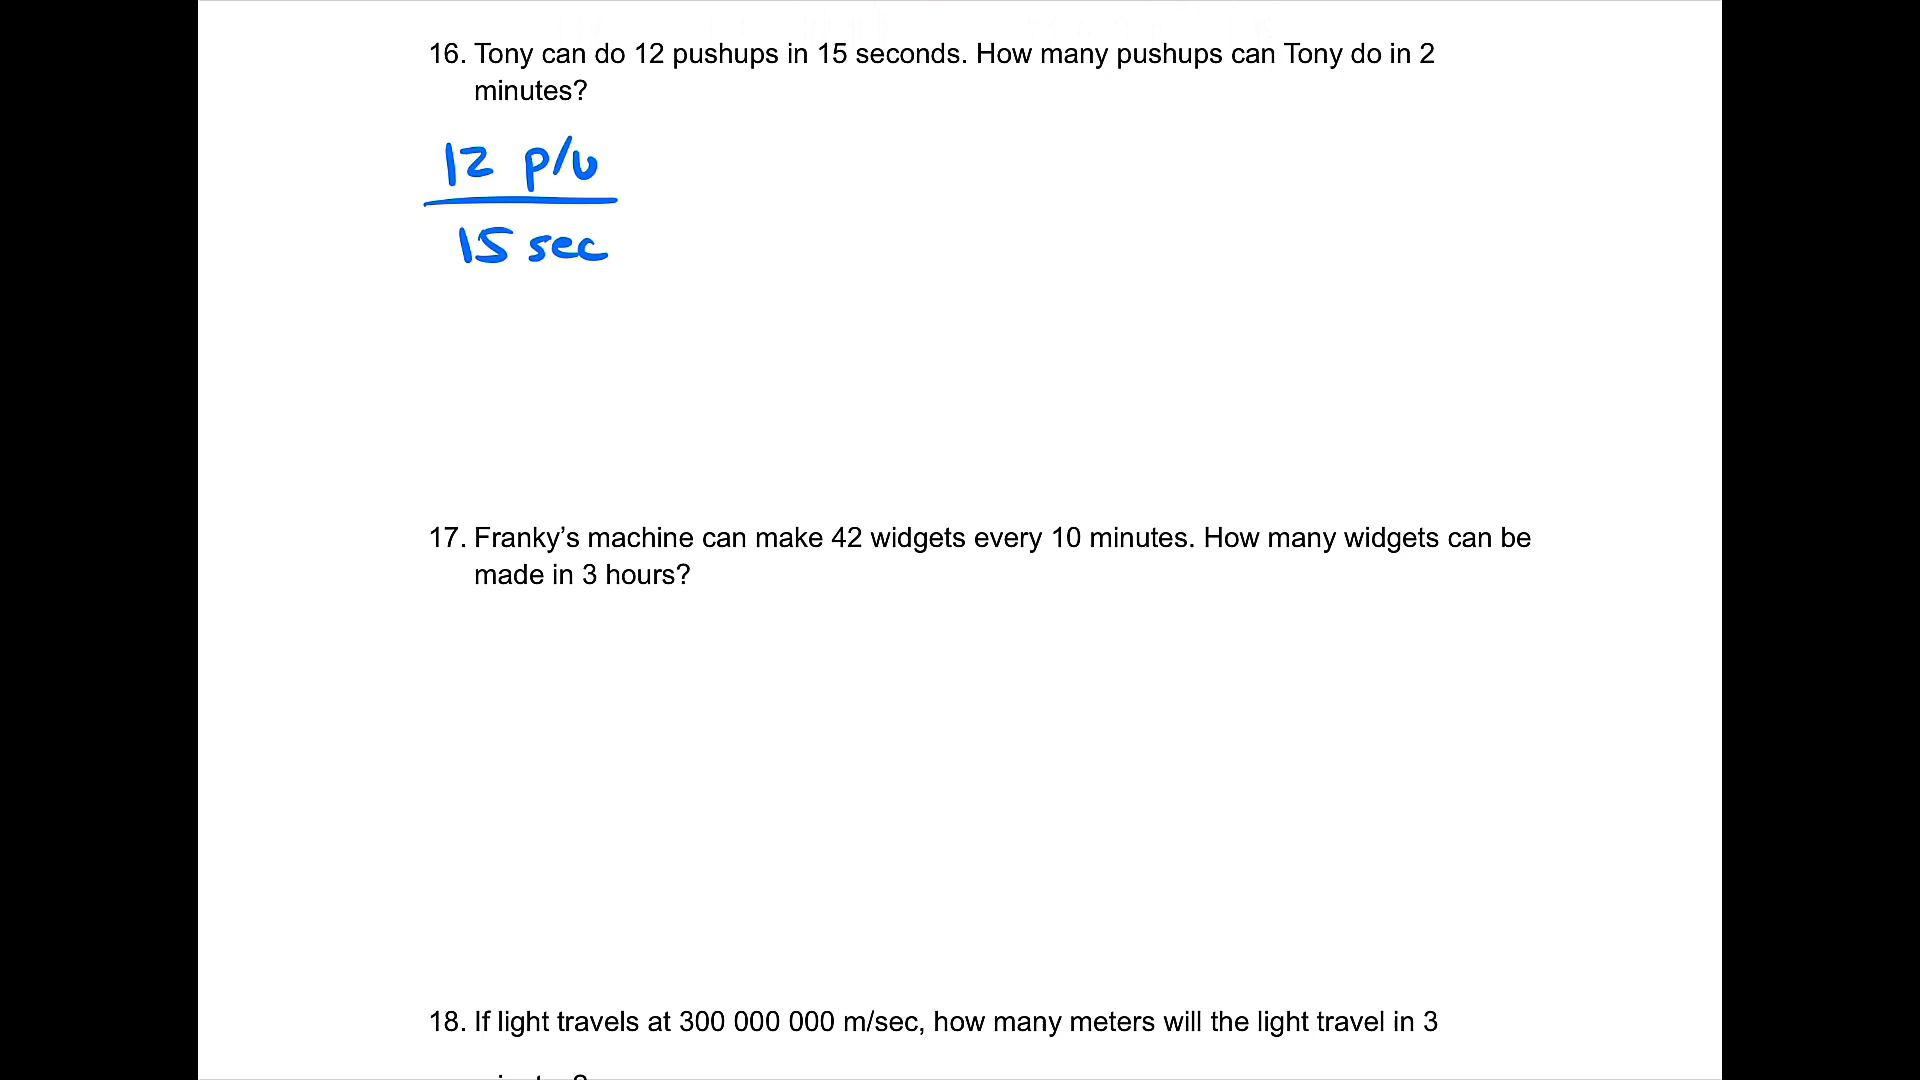 16. Tony can do 12 pushups in 15 seconds. How many pushups can Tony do in 2
minutes?
12 p/u
15 sec
17. Franky’s machine can make 42 widgets every 10 minutes. How many widgets can be
made in 3 hours?
18. If light travels at 300 000 000 m/sec, how many meters will the light travel in 3